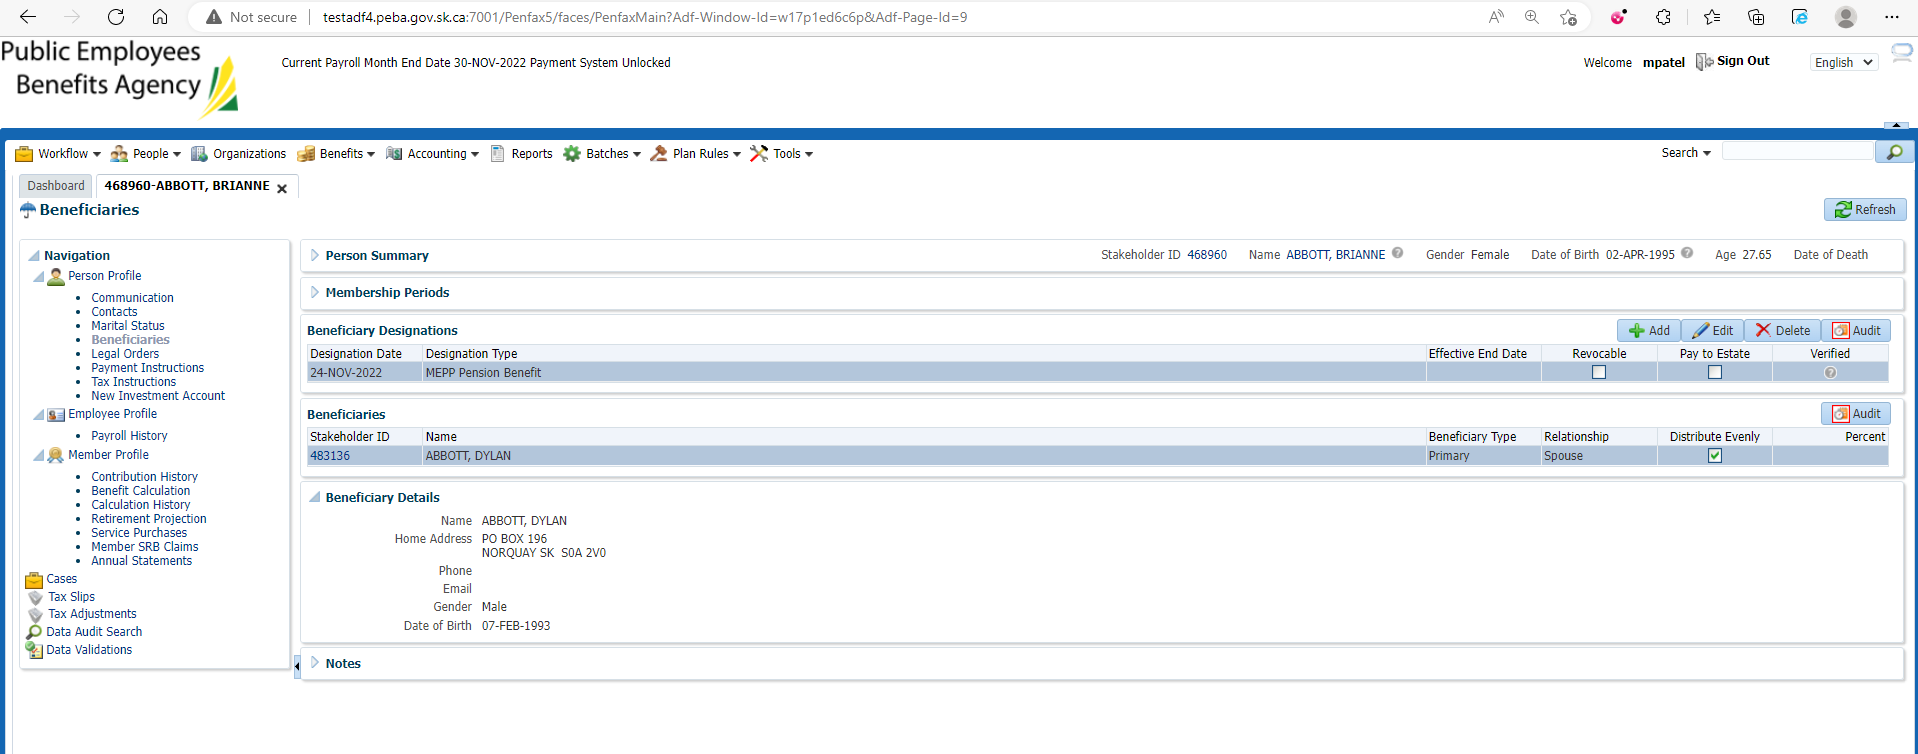 Not secure | testadf4.peba.gov.sk.ca:7001/Penfax5/faces/PenfaxMain?Adf-Window-Id=w17p1ed6c6p&Adf-Page-Id=9
Public Employees
Benefits Agency
Current Payroll Month End Date 30-NOV-2022 Payment System Unlocked
Welcome mpatel Sign Out English
Workflow People Organizations Benefits Accounting Reports Batches Plan Rules Tools Search
Dashboard 468960-ABBOTT, BRIANNE
Beneficiaries Refresh
Navigation
Person Profile
Communication
Contacts
Marital Status
Beneficiaries
Legal Orders
Payment Instructions
Tax Instructions
New Investment Account
Employee Profile
Payroll History
Member Profile
Contribution History
Benefit Calculation
Calculation History
Retirement Projection
Service Purchases
Member SRB Claims
Annual Statements
Cases
Tax Slips
Tax Adjustments
Data Audit Search
Data Validations
Person Summary Stakeholder ID 468960 Name ABBOTT, BRIANNE Gender Female Date of Birth 02-APR-1995 Age 27.65 Date of Death
Membership Periods
Beneficiary Designations Add Edit Delete Audit
Designation Date Designation Type Effective End Date Revocable Pay to Estate Verified
24-NOV-2022 MEPP Pension Benefit
Beneficiaries Audit
Stakeholder ID Name Beneficiary Type Relationship Distribute Evenly Percent
483136 ABBOTT, DYLAN Primary Spouse
Beneficiary Details
Name ABBOTT, DYLAN
Home Address PO BOX 196
NORQUAY SK S0A 2V0
Phone
Email
Gender Male
Date of Birth 07-FEB-1993
Notes